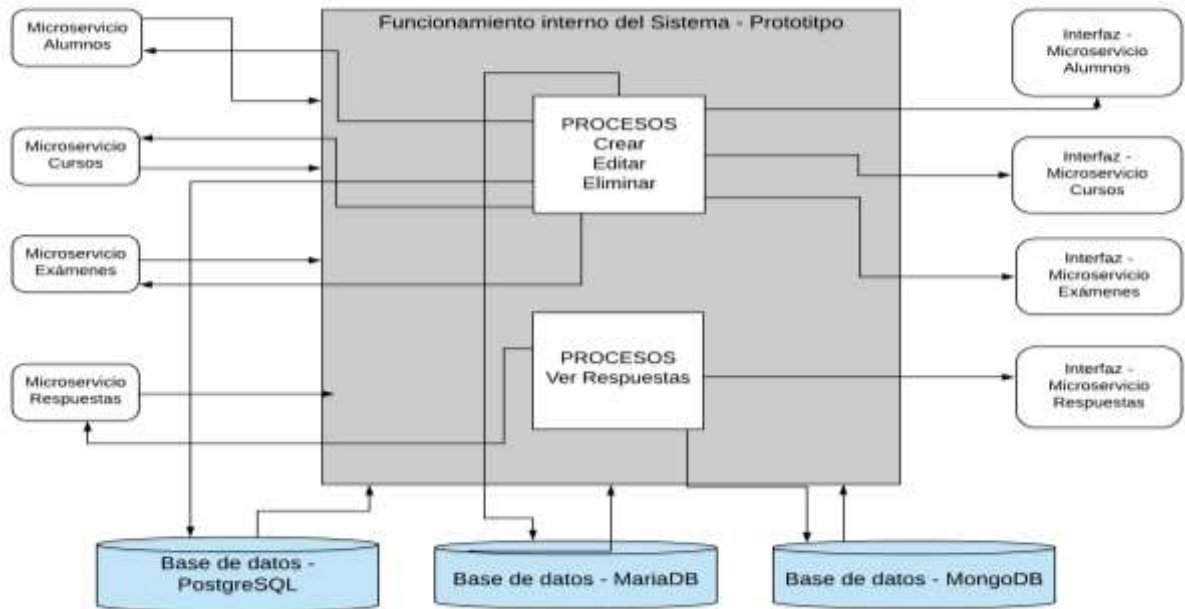 Funcionamiento interno del Sistema - Prototitpo
Microservicio
Alumnos
Microservicio
Cursos
Microservicio
Exámenes
Microservicio
Respuestas
PROCESOS
Crear
Editar
Eliminar
PROCESOS
Ver Respuestas
Interfaz -
Microservicio
Alumnos
Interfaz -
Microservicio
Cursos
Interfaz -
Microservicio
Exámenes
Interfaz -
Microservicio
Respuestas
Base de datos -
PostgreSQL
Base de datos - MariaDB
Base de datos - MongoDB